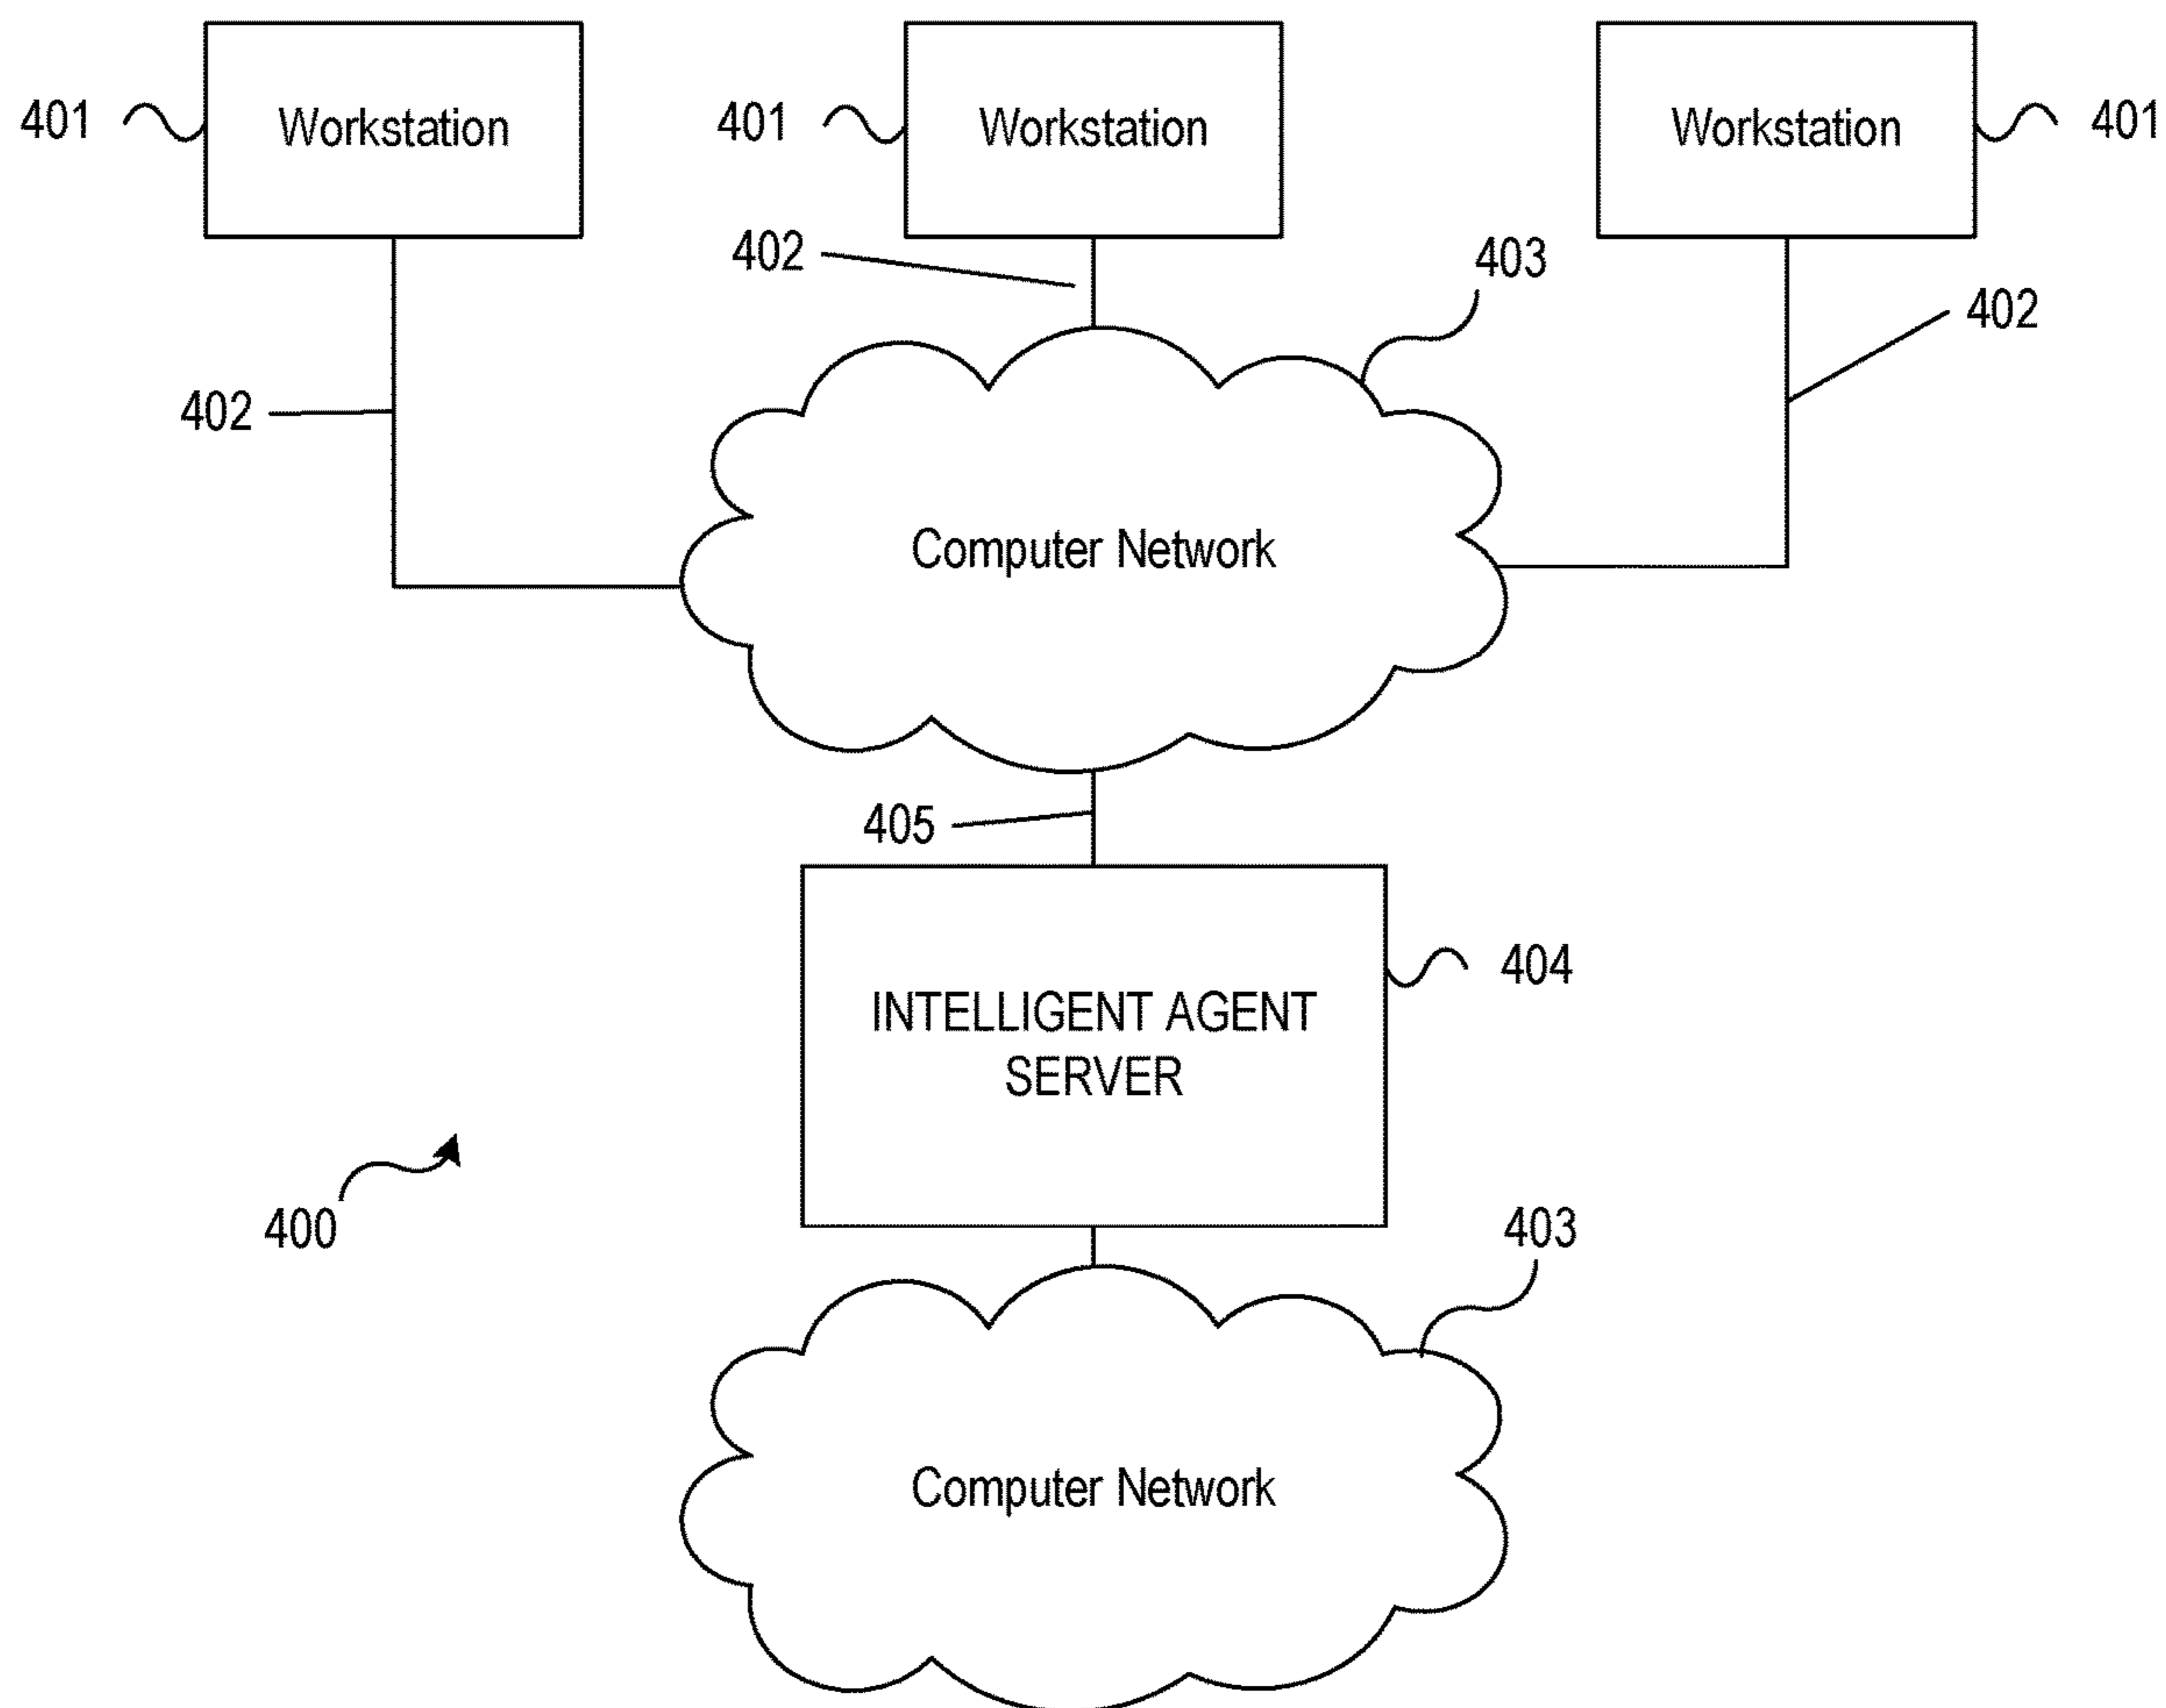 401
Workstation
401
Workstation
Workstation
401
402
403
402
402
Computer Network
405
404
INTELLIGENT AGENT
SERVER
400
403
Computer Network